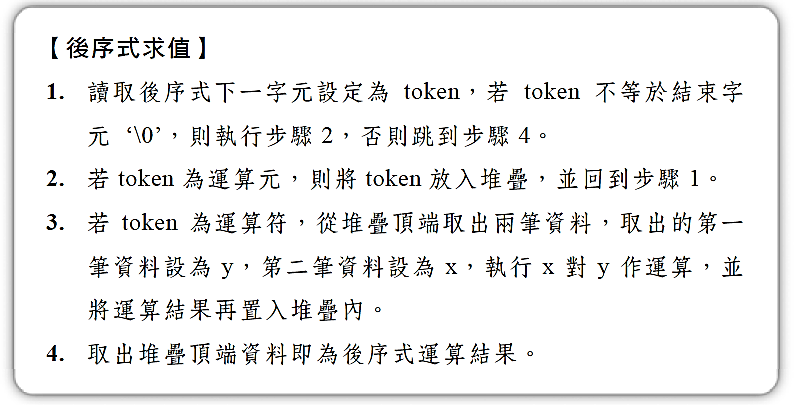 【後序式求值】
1. 讀取後序式下一字元設定為 token，若 token 不等於結束字
元 ‘\0’，則執行步驟 2，否則跳到步驟 4。
2. 若 token 為運算元，則將 token 放入堆疊，並回到步驟 1。
3. 若 token 為運算符，從堆疊頂端取出兩筆資料，取出的第一
筆資料設為 y，第二筆資料設為 x，執行 x 對 y 作運算，並
將運算結果再置入堆疊內。
4. 取出堆疊頂端資料即為後序式運算結果。